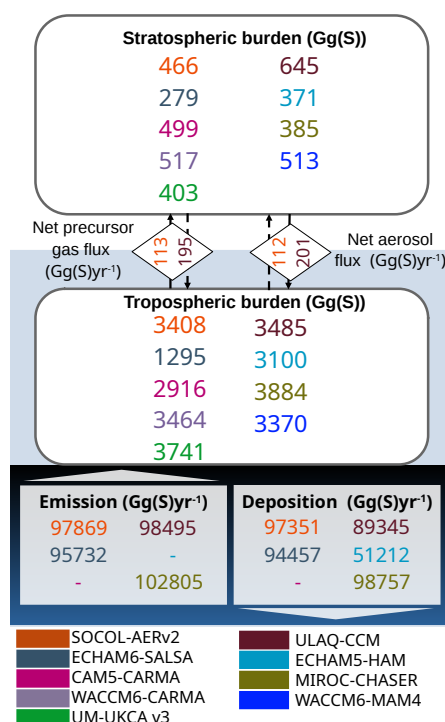 Stratospheric burden (Gg(S))
466 645
279 371
499 385
517 513
403
Net precursor
gas flux
(Gg(S)yr-1)
113
195
112
201
Net aerosol
flux (Gg(S)yr-1)
Tropospheric burden (Gg(S))
3408 3485
1295 3100
2916 3884
3464 3370
3741
Emission (Gg(S)yr-1)
97869 98495
95732 -
- 102805
Deposition (Gg(S)yr-1)
97351 89345
94457 51212
- 98757
SOCOL-AERv2
ECHAM6-SALSA
CAM5-CARMA
WACCM6-CARMA
UM-UKCA v3
ULAQ-CCM
ECHAM5-HAM
MIROC-CHASER
WACCM6-MAM4